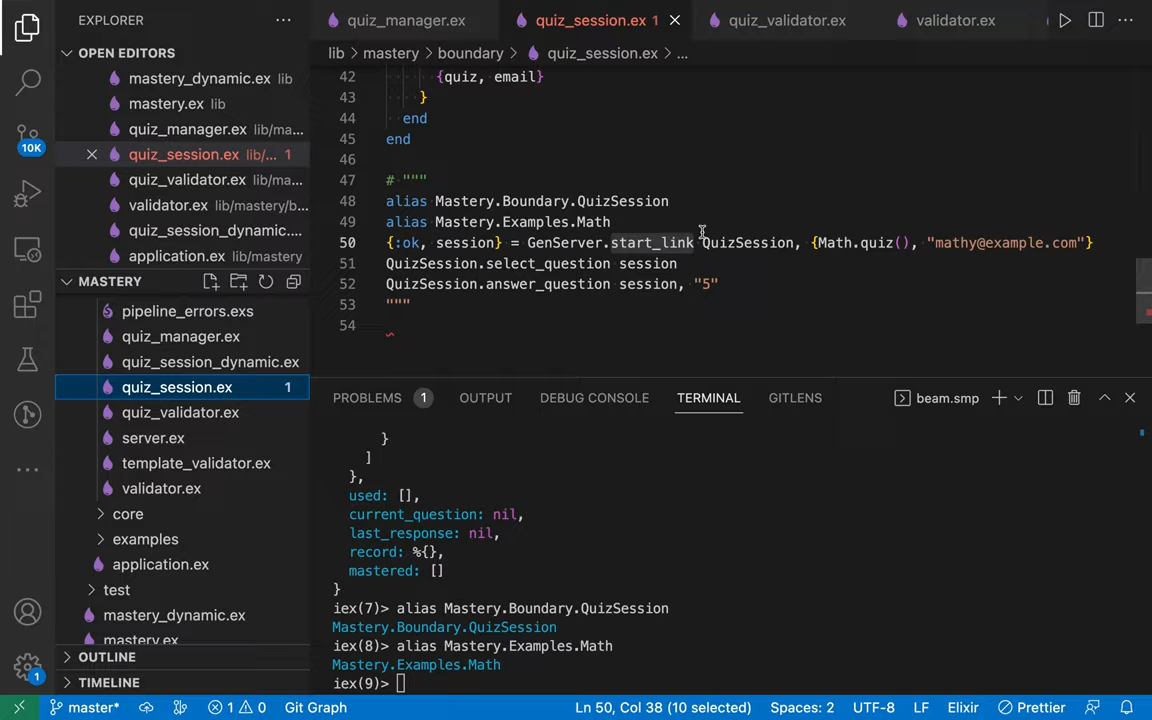 EXPLORER
OPEN EDITORS
mastery_dynamic.ex lib
mastery.ex lib
quiz_manager.ex lib/ma...
quiz_session.ex lib/... 1
quiz_validator.ex lib/ma...
validator.ex lib/mastery/b...
quiz_session_dynamic....
application.ex lib/mastery
MASTERY
pipeline_errors.exs
quiz_manager.ex
quiz_session_dynamic.ex
quiz_session.ex 1
quiz_validator.ex
server.ex
template_validator.ex
validator.ex
core
examples
application.ex
test
mastery_dynamic.ex
mastery.ex
OUTLINE
TIMELINE
10K
1
quiz_manager.ex quiz_session.ex 1 quiz_validator.ex validator.ex
lib > mastery > boundary > quiz_session.ex > ...
42 {quiz, email}
43 }
44 end
45 end
46
47 # """
48 alias Mastery.Boundary.QuizSession
49 alias Mastery.Examples.Math
50 {:ok, session} = GenServer.start_link QuizSession, {Math.quiz(), "mathy@example.com"}
51 QuizSession.select_question session
52 QuizSession.answer_question session, "5"
53 """
54
PROBLEMS 1 OUTPUT DEBUG CONSOLE TERMINAL GITLENS beam.smp
}
]
},
used: [],
current_question: nil,
last_response: nil,
record: %{},
mastered: []
}
iex(7)> alias Mastery.Boundary.QuizSession
Mastery.Boundary.QuizSession
iex(8)> alias Mastery.Examples.Math
Mastery.Examples.Math
iex(9)>
master* 1 0 Git Graph Ln 50, Col 38 (10 selected) Spaces: 2 UTF-8 LF Elixir Prettier